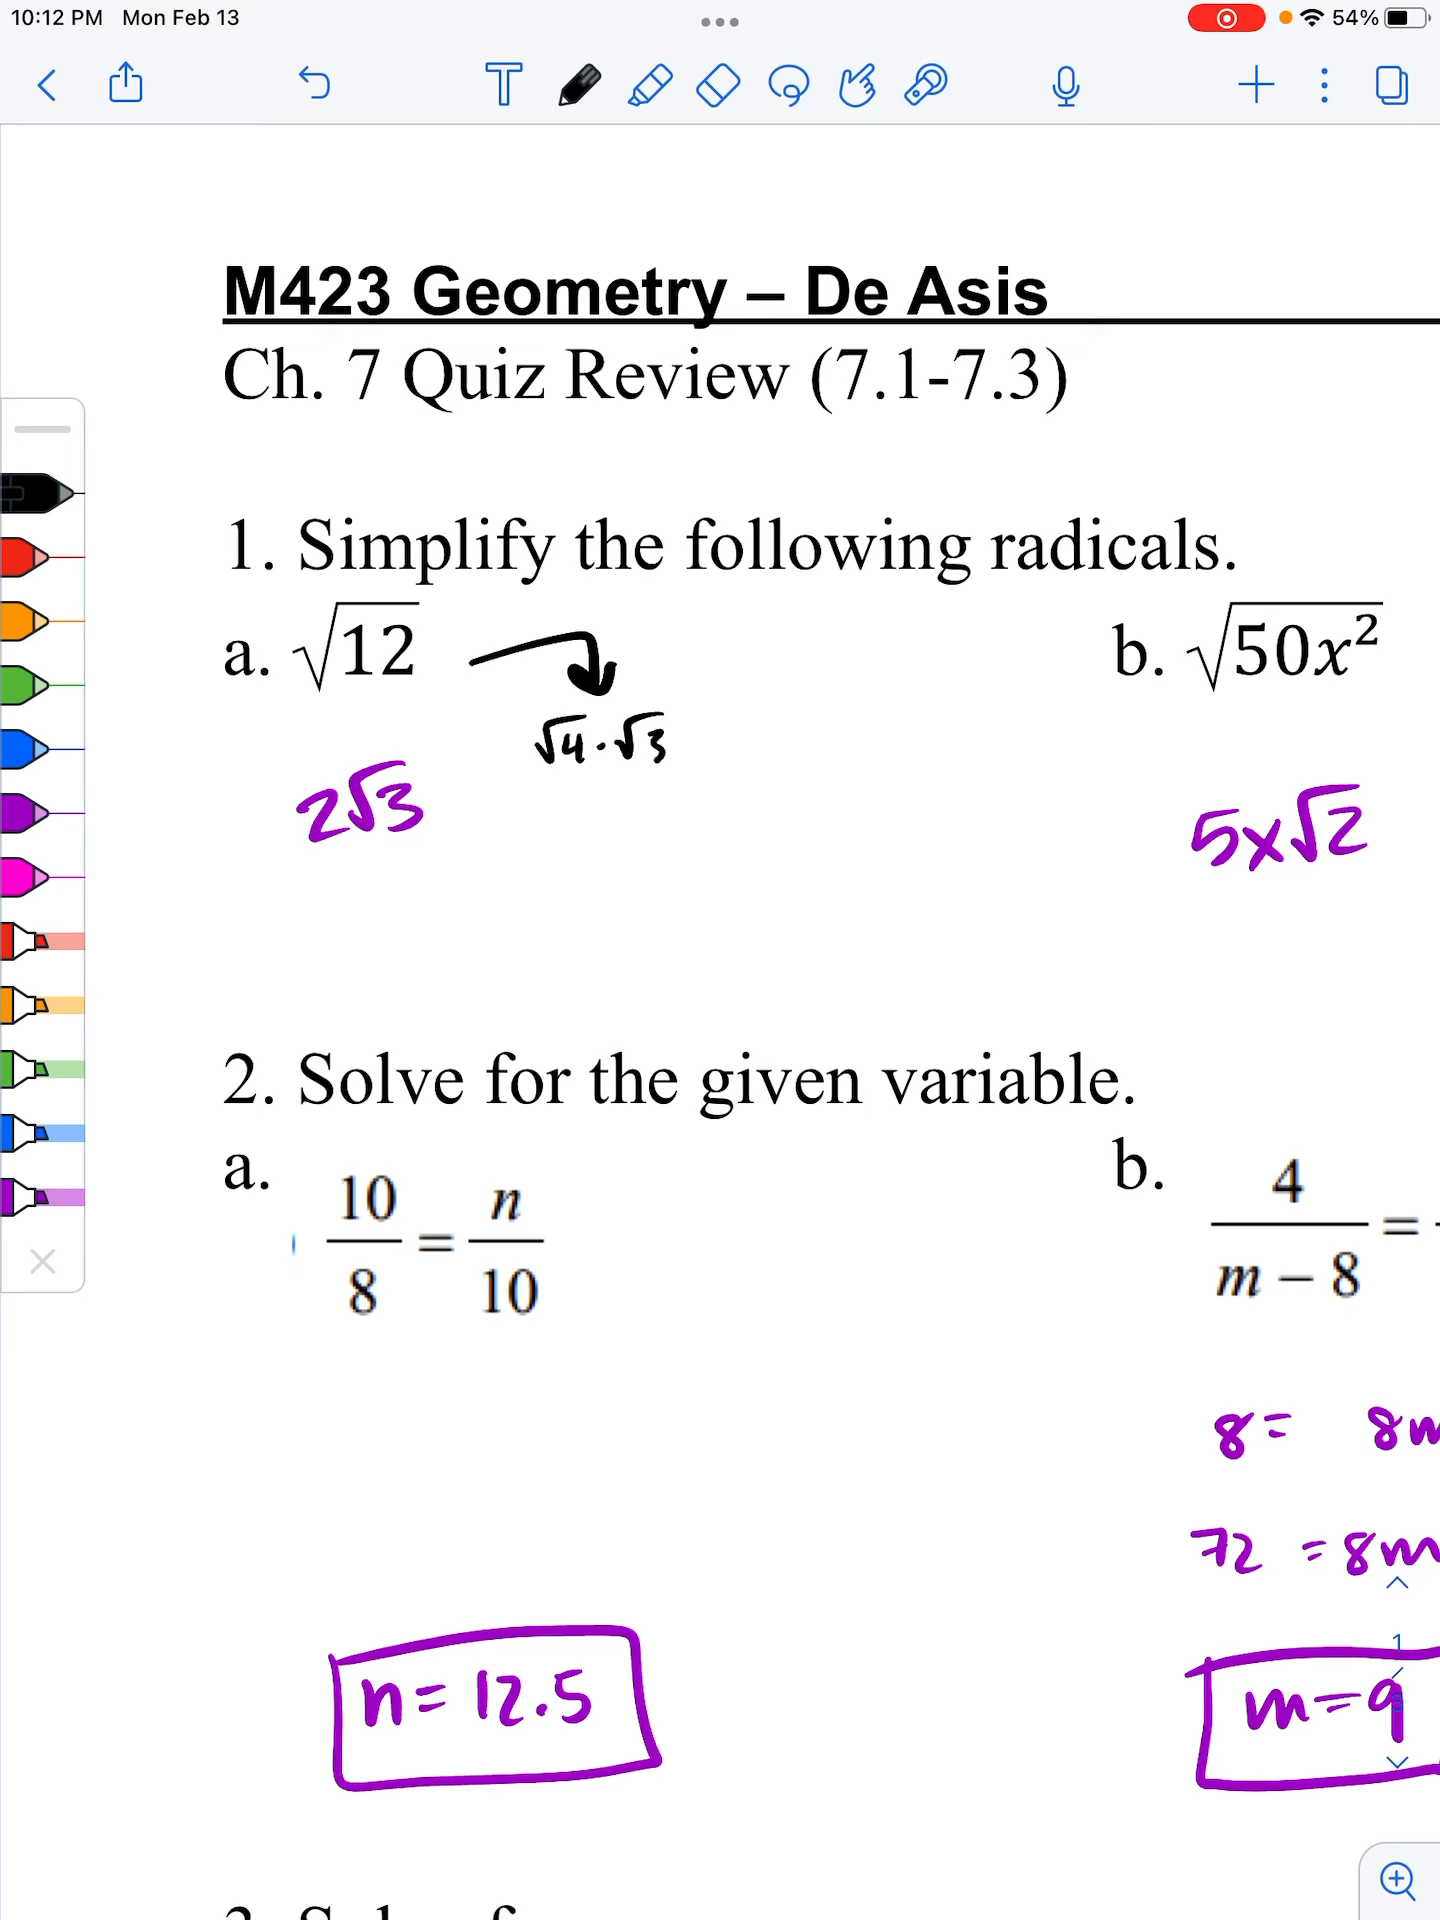 10:12 PM Mon Feb 13
54%
M423 Geometry – De Asis
Ch. 7 Quiz Review (7.1-7.3)
1. Simplify the following radicals.
a. √12
b. √50x²
√4·√3
2√3
5x√2
2. Solve for the given variable.
a. 10/8 = n/10
b. 4/(m – 8) =
8= 8m
72 = 8m
1
n= 12.5
m=9